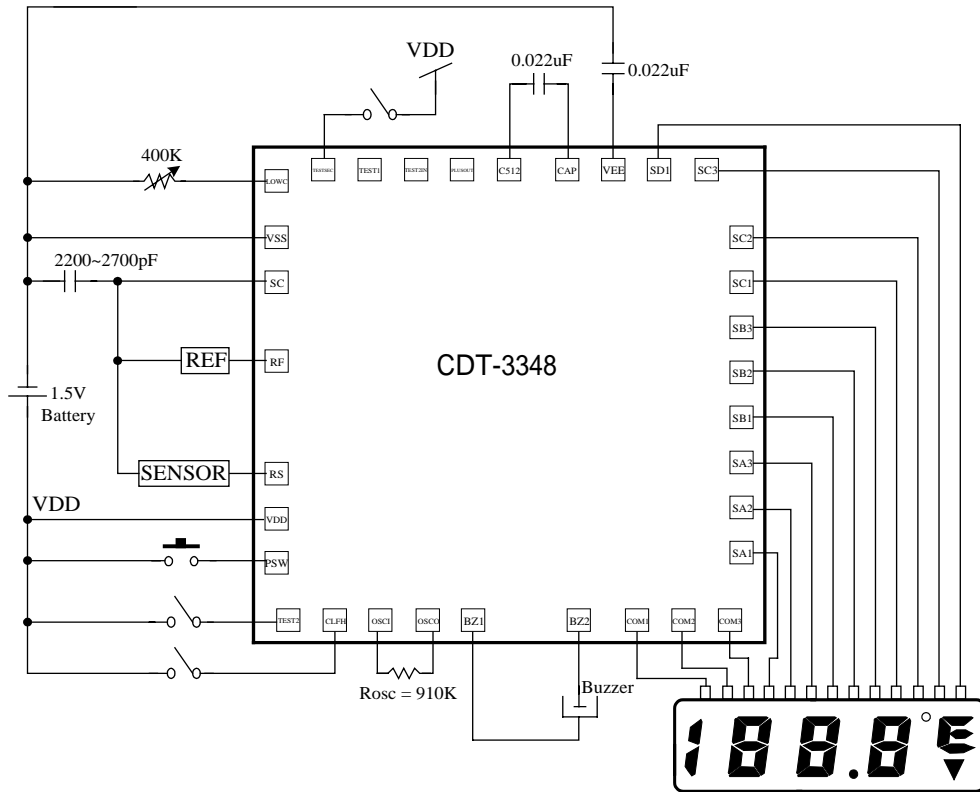 VDD
0.022uF
0.022uF
400K
LOWC
TESTSEC
TEST1
TEST2IN
PLUSOUT
C512
CAP
VEE
SD1
SC3
VSS
SC2
2200~2700pF
SC
SC1
SB3
REF
RF
CDT-3348
SB2
1.5V
Battery
SB1
SENSOR
RS
SA3
VDD
VDD
SA2
PSW
SA1
TEST2
CLFH
OSCI
OSCO
BZ1
BZ2
COM1
COM2
COM3
Rosc = 910K
Buzzer
188.8°E